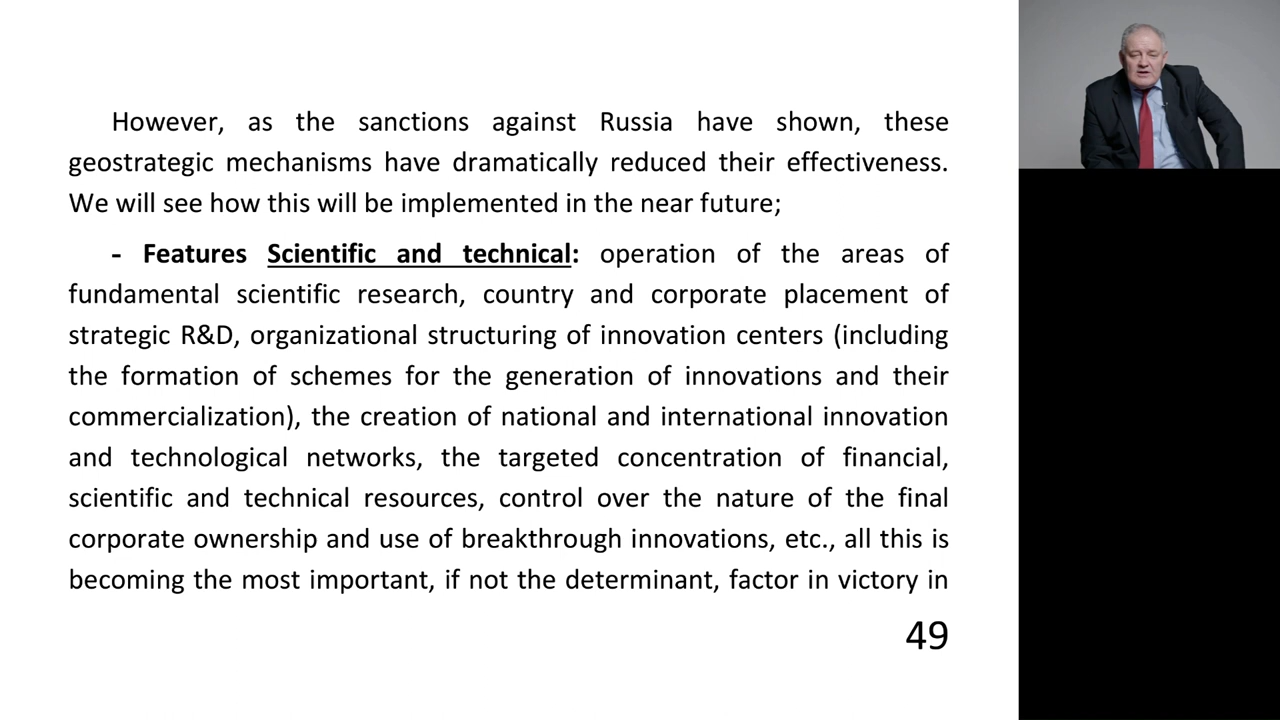 However, as the sanctions against Russia have shown, these
geostrategic mechanisms have dramatically reduced their effectiveness.
We will see how this will be implemented in the near future;
- Features Scientific and technical: operation of the areas of
fundamental scientific research, country and corporate placement of
strategic R&D, organizational structuring of innovation centers (including
the formation of schemes for the generation of innovations and their
commercialization), the creation of national and international innovation
and technological networks, the targeted concentration of financial,
scientific and technical resources, control over the nature of the final
corporate ownership and use of breakthrough innovations, etc., all this is
becoming the most important, if not the determinant, factor in victory in
49